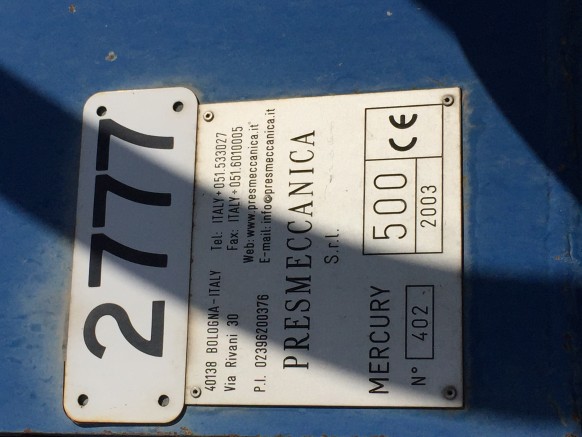 2777
40138 BOLOGNA-ITALY
Via Rivani 30
P.I. 02396200376
Tel: ITALY+051.533027
Fax: ITALY+051.6010005
Web: www.presmeccanica.it
E-mail: info@presmeccanica.it
PRESMECCANICA
S.r.l.
MERCURY
500 CE
N° 402
2003